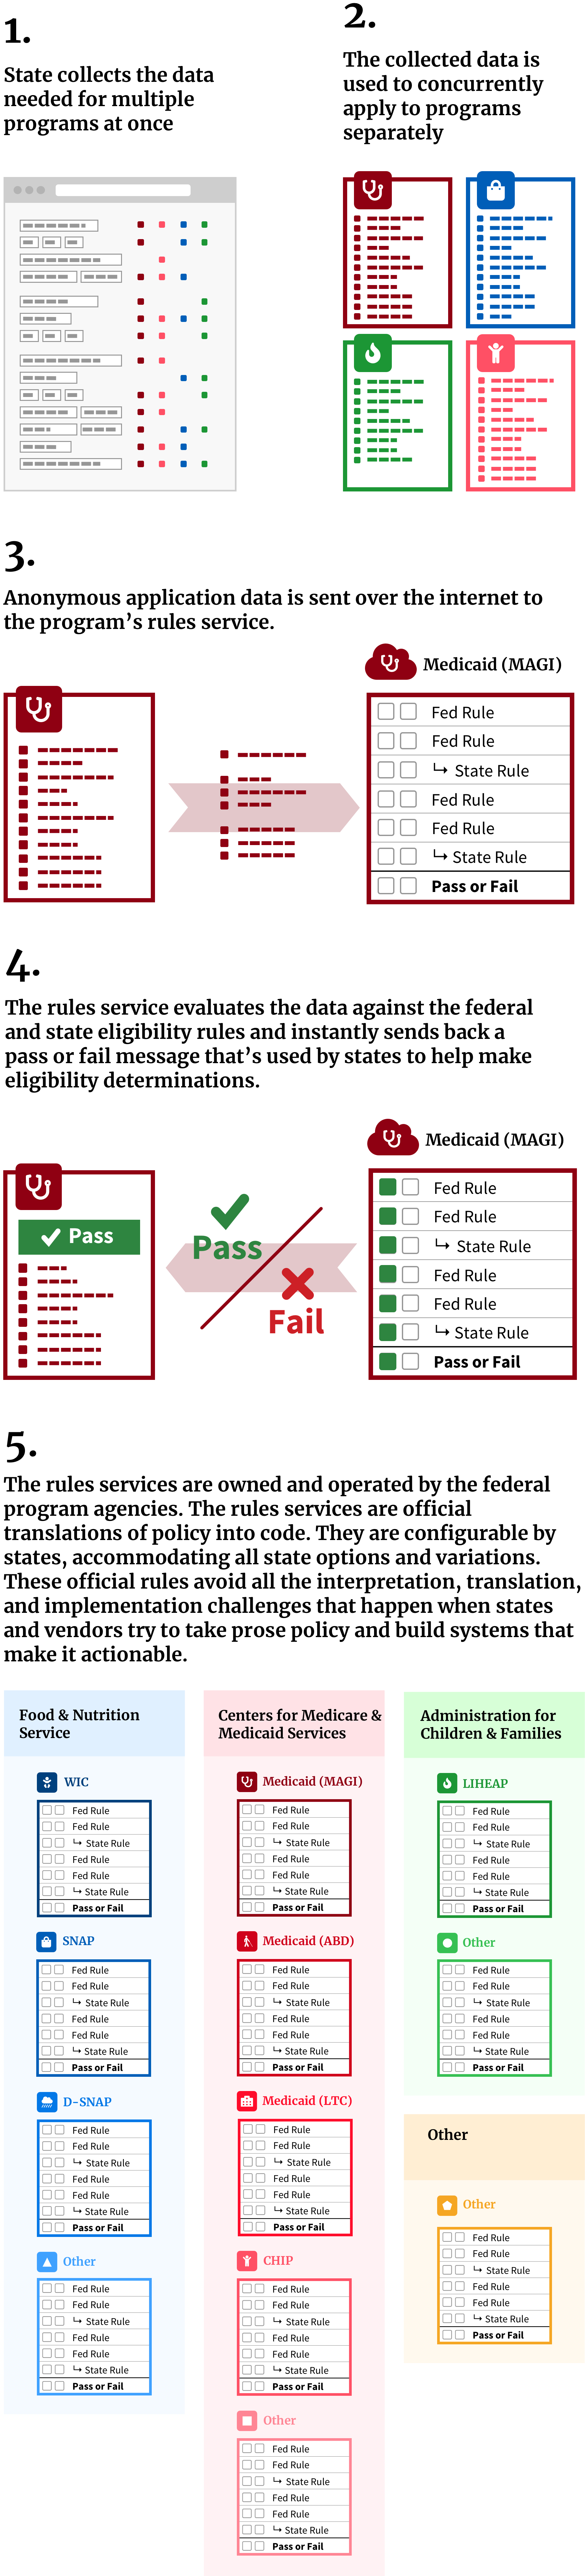 1.
State collects the data
needed for multiple
programs at once
2.
The collected data is
used to concurrently
apply to programs
separately
3.
Anonymous application data is sent over the internet to
the program’s rules service.
Medicaid (MAGI)
Fed Rule
Fed Rule
↳ State Rule
Fed Rule
Fed Rule
↳ State Rule
Pass or Fail
4.
The rules service evaluates the data against the federal
and state eligibility rules and instantly sends back a
pass or fail message that’s used by states to help make
eligibility determinations.
Pass
Pass
Fail
Medicaid (MAGI)
Fed Rule
Fed Rule
↳ State Rule
Fed Rule
Fed Rule
↳ State Rule
Pass or Fail
5.
The rules services are owned and operated by the federal
program agencies. The rules services are official
translations of policy into code. They are configurable by
states, accommodating all state options and variations.
These official rules avoid all the interpretation, translation,
and implementation challenges that happen when states
and vendors try to take prose policy and build systems that
make it actionable.
Food & Nutrition
Service
WIC
Fed Rule
Fed Rule
↳ State Rule
Fed Rule
Fed Rule
↳ State Rule
Pass or Fail
SNAP
Fed Rule
Fed Rule
↳ State Rule
Fed Rule
Fed Rule
↳ State Rule
Pass or Fail
D-SNAP
Fed Rule
Fed Rule
↳ State Rule
Fed Rule
Fed Rule
↳ State Rule
Pass or Fail
Other
Fed Rule
Fed Rule
↳ State Rule
Fed Rule
Fed Rule
↳ State Rule
Pass or Fail
Centers for Medicare &
Medicaid Services
Medicaid (MAGI)
Fed Rule
Fed Rule
↳ State Rule
Fed Rule
Fed Rule
↳ State Rule
Pass or Fail
Medicaid (ABD)
Fed Rule
Fed Rule
↳ State Rule
Fed Rule
Fed Rule
↳ State Rule
Pass or Fail
Medicaid (LTC)
Fed Rule
Fed Rule
↳ State Rule
Fed Rule
Fed Rule
↳ State Rule
Pass or Fail
CHIP
Fed Rule
Fed Rule
↳ State Rule
Fed Rule
Fed Rule
↳ State Rule
Pass or Fail
Other
Fed Rule
Fed Rule
↳ State Rule
Fed Rule
Fed Rule
↳ State Rule
Pass or Fail
Administration for
Children & Families
LIHEAP
Fed Rule
Fed Rule
↳ State Rule
Fed Rule
Fed Rule
↳ State Rule
Pass or Fail
Other
Fed Rule
Fed Rule
↳ State Rule
Fed Rule
Fed Rule
↳ State Rule
Pass or Fail
Other
Other
Fed Rule
Fed Rule
↳ State Rule
Fed Rule
Fed Rule
↳ State Rule
Pass or Fail